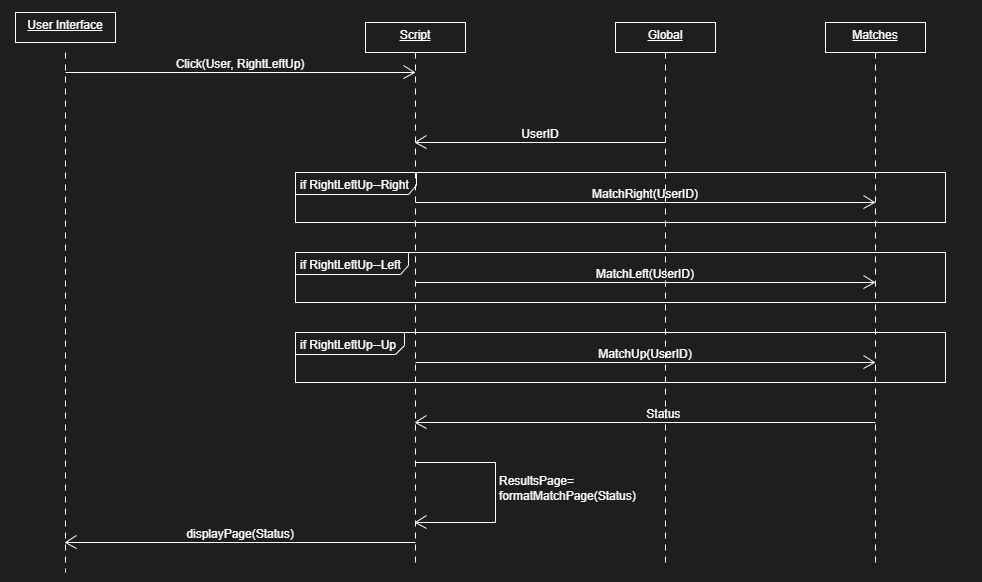 User Interface
Script
Global
Matches
Click(User, RightLeftUp)
UserID
if RightLeftUp--Right
MatchRight(UserID)
if RightLeftUp--Left
MatchLeft(UserID)
if RightLeftUp--Up
MatchUp(UserID)
Status
ResultsPage=
formatMatchPage(Status)
displayPage(Status)